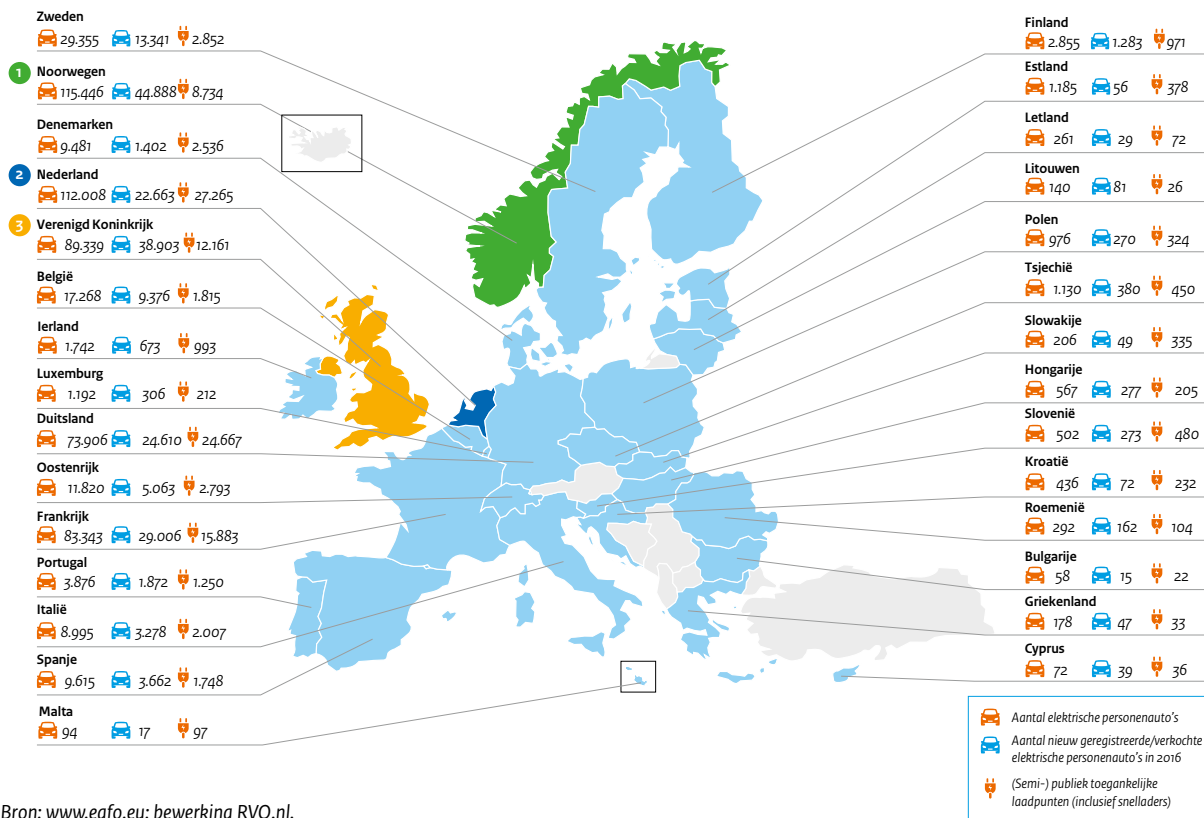 Zweden
29.355 13.341 2.852
1 Noorwegen
115.446 44.888 8.734
Denemarken
9.481 1.402 2.536
2 Nederland
112.008 22.663 27.265
3 Verenigd Koninkrijk
89.339 38.903 12.161
België
17.268 9.376 1.815
Ierland
1.742 673 993
Luxemburg
1.192 306 212
Duitsland
73.906 24.610 24.667
Oostenrijk
11.820 5.063 2.793
Frankrijk
83.343 29.006 15.883
Portugal
3.876 1.872 1.250
Italië
8.995 3.278 2.007
Spanje
9.615 3.662 1.748
Malta
94 17 97
Finland
2.855 1.283 971
Estland
1.185 56 378
Letland
261 29 72
Litouwen
140 81 26
Polen
976 270 324
Tsjechië
1.130 380 450
Slowakije
206 49 335
Hongarije
567 277 205
Slovenië
502 273 480
Kroatië
436 72 232
Roemenië
292 162 104
Bulgarije
58 15 22
Griekenland
178 47 33
Cyprus
72 39 36
Aantal elektrische personenauto's
Aantal nieuw geregistreerde/verkochte
elektrische personenauto's in 2016
(Semi-) publiek toegankelijke
laadpunten (inclusief snelladers)
Bron: www.eafo.eu; bewerking RVO.nl.